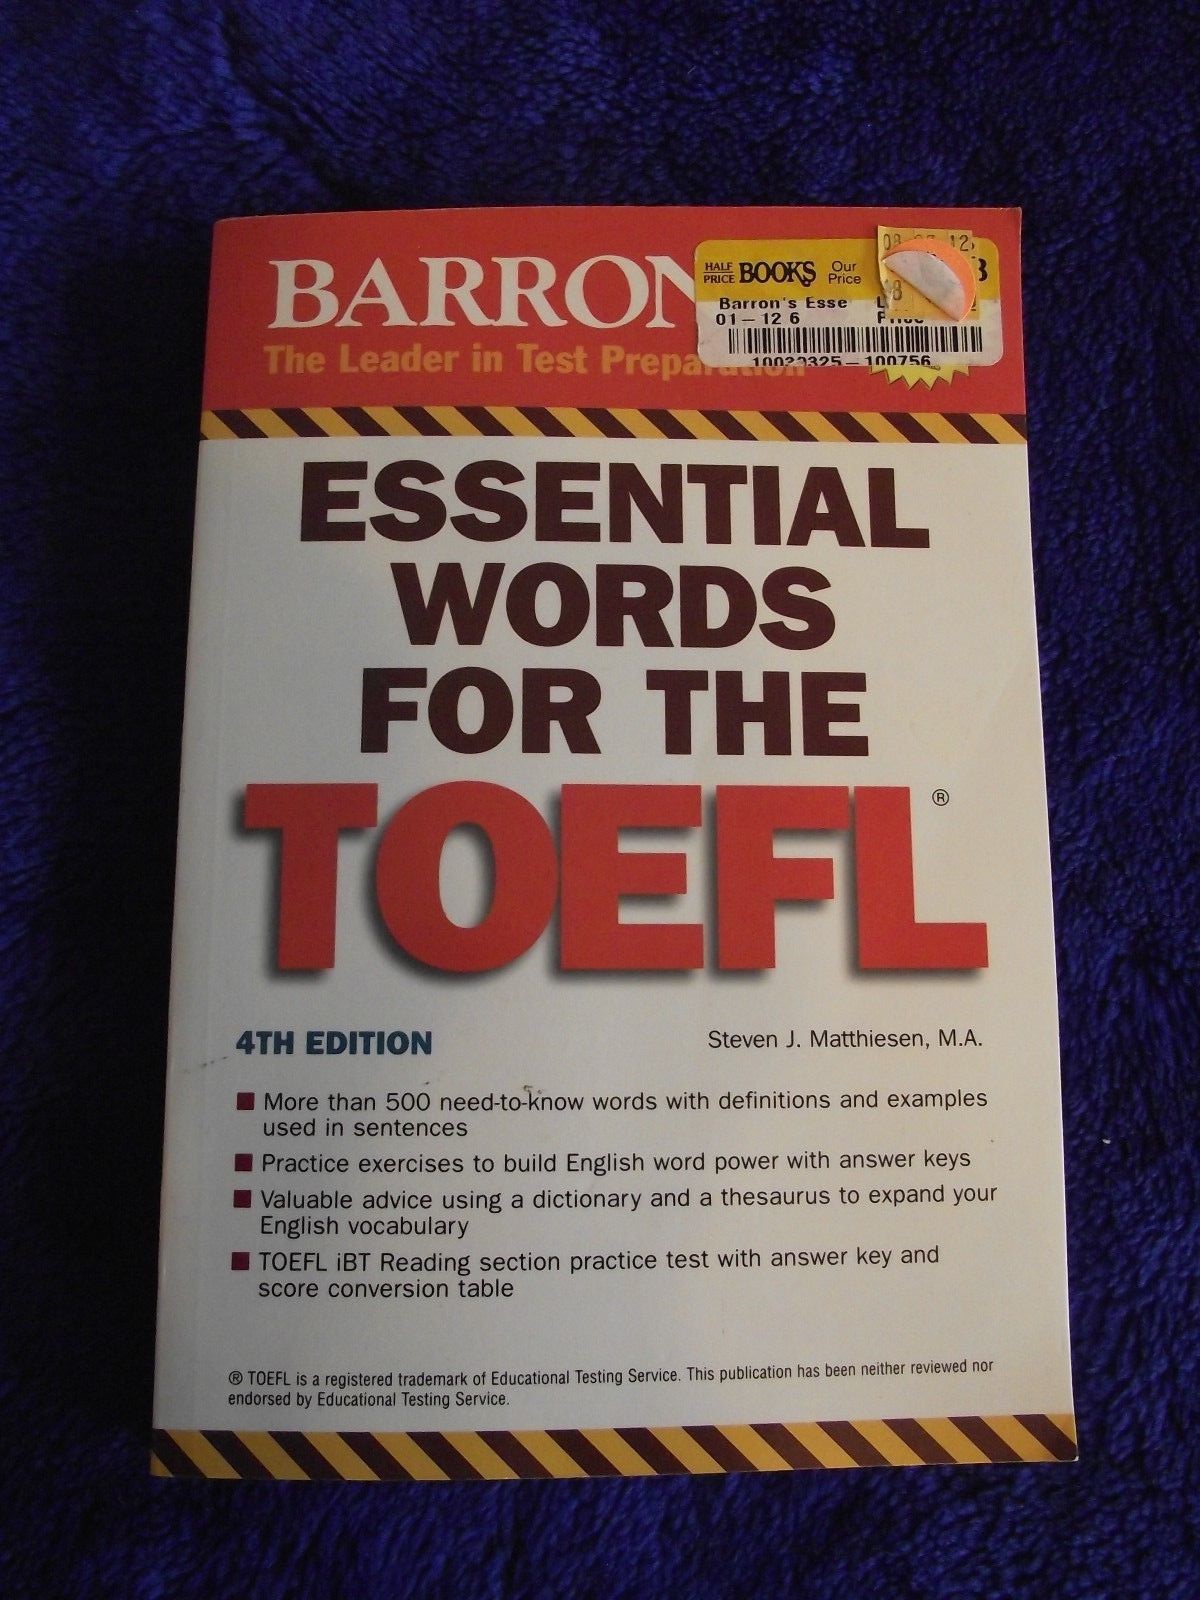 BARRON
The Leader in Test Preparation
HALF PRICE BOOKS Our Price
Barron's Esse
01-12 6
10032325-100756
ESSENTIAL
WORDS
FOR THE
TOEFL®
4TH EDITION
Steven J. Matthiesen, M.A.
■ More than 500 need-to-know words with definitions and examples
used in sentences
■ Practice exercises to build English word power with answer keys
■ Valuable advice using a dictionary and a thesaurus to expand your
English vocabulary
■ TOEFL iBT Reading section practice test with answer key and
score conversion table
® TOEFL is a registered trademark of Educational Testing Service. This publication has been neither reviewed nor
endorsed by Educational Testing Service.